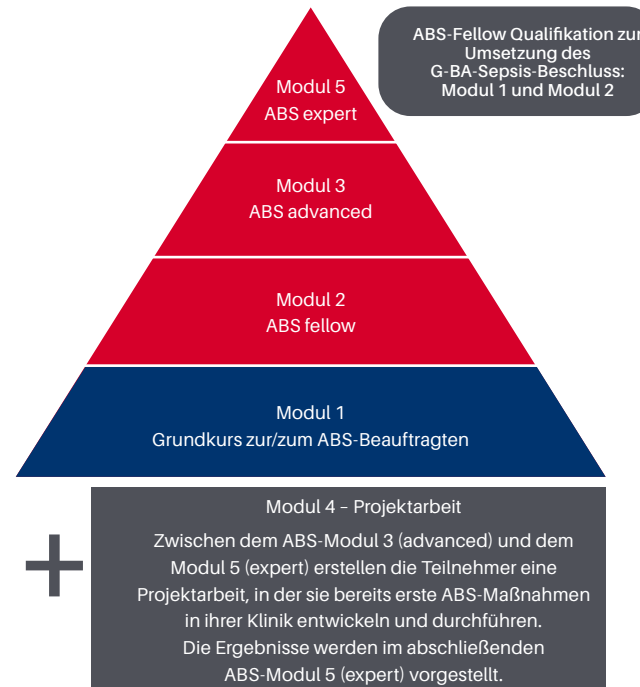 ABS-Fellow Qualifikation zur
Umsetzung des
G-BA-Sepsis-Beschluss:
Modul 1 und Modul 2
Modul 5
ABS expert
Modul 3
ABS advanced
Modul 2
ABS fellow
Modul 1
Grundkurs zur/zum ABS-Beauftragten
+
Modul 4 – Projektarbeit
Zwischen dem ABS-Modul 3 (advanced) und dem
Modul 5 (expert) erstellen die Teilnehmer eine
Projektarbeit, in der sie bereits erste ABS-Maßnahmen
in ihrer Klinik entwickeln und durchführen.
Die Ergebnisse werden im abschließenden
ABS-Modul 5 (expert) vorgestellt.